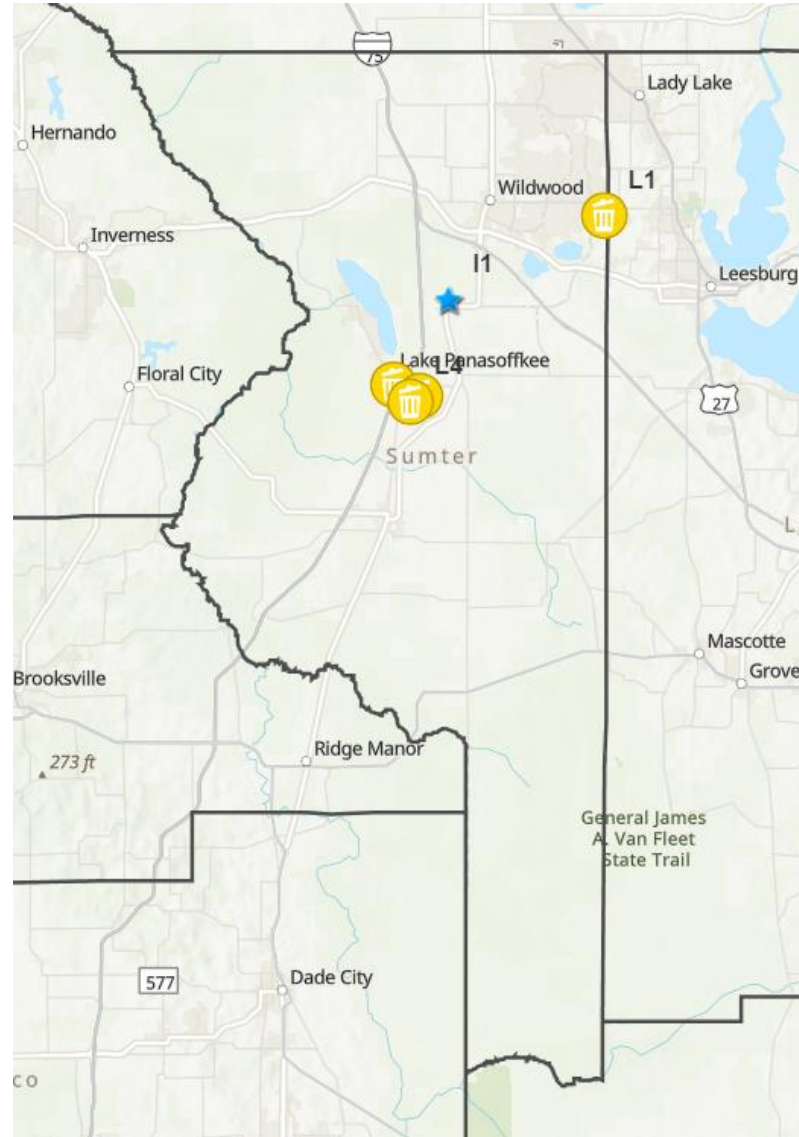 75
Lady Lake
Hernando
Wildwood
L1
Inverness
I1
Leesburg
Lake Panasoffkee
L4
Floral City
27
Sumter
L
Mascotte
Grove
Brooksville
Ridge Manor
273 ft
General James
A. Van Fleet
State Trail
577
Dade City
co